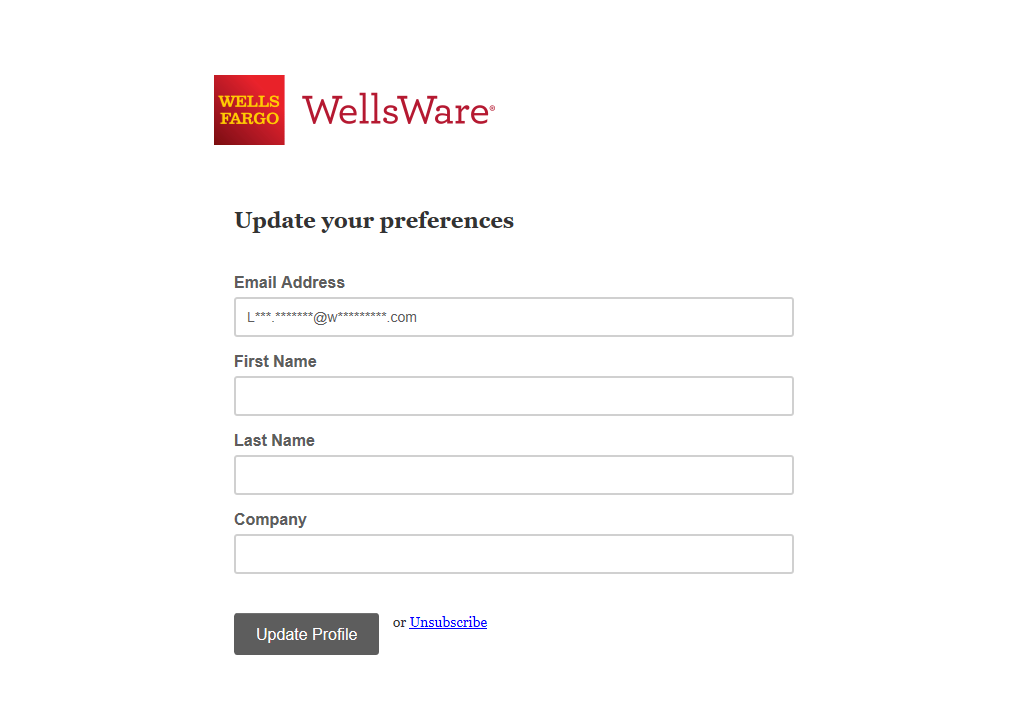 WELLS
FARGO
WellsWare®
Update your preferences
Email Address
L***.*******@w*********.com
First Name
Last Name
Company
Update Profile
or Unsubscribe